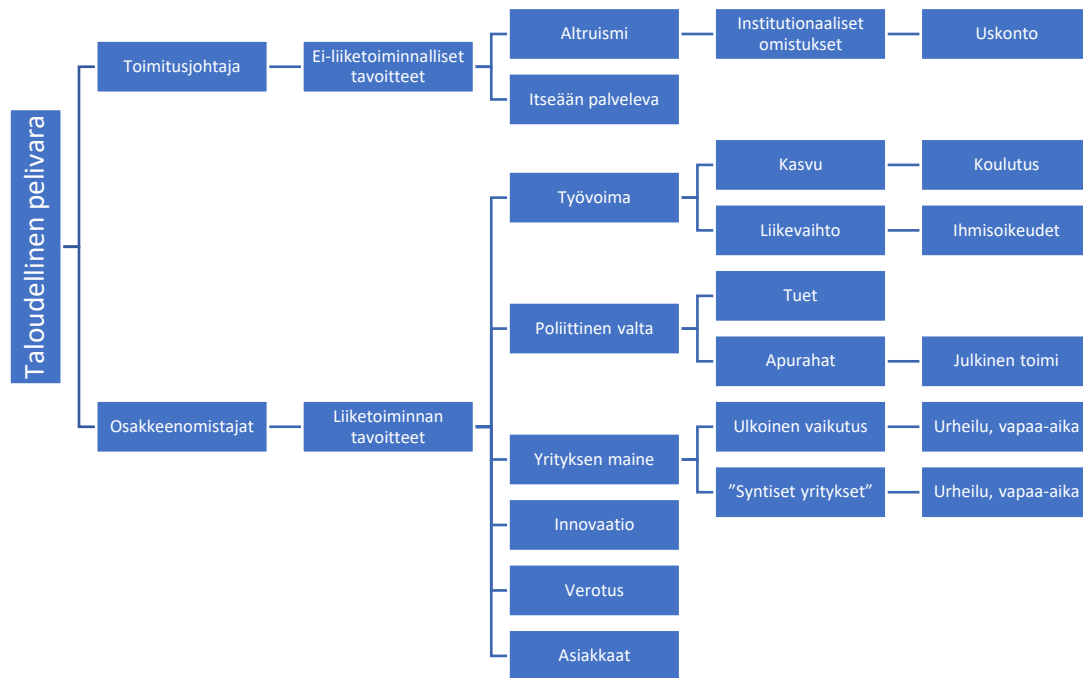 Taloudellinen pelivara
Toimitusjohtaja
Ei-liiketoiminnalliset
tavoitteet
Altruismi
Institutionaaliset
omistukset
Uskonto
Itseään palveleva
Osakkeenomistajat
Liiketoiminnan
tavoitteet
Työvoima
Kasvu
Koulutus
Liikevaihto
Ihmisoikeudet
Poliittinen valta
Tuet
Apurahat
Julkinen toimi
Yrityksen maine
Ulkoinen vaikutus
Urheilu, vapaa-aika
”Syntiset yritykset”
Urheilu, vapaa-aika
Innovaatio
Verotus
Asiakkaat